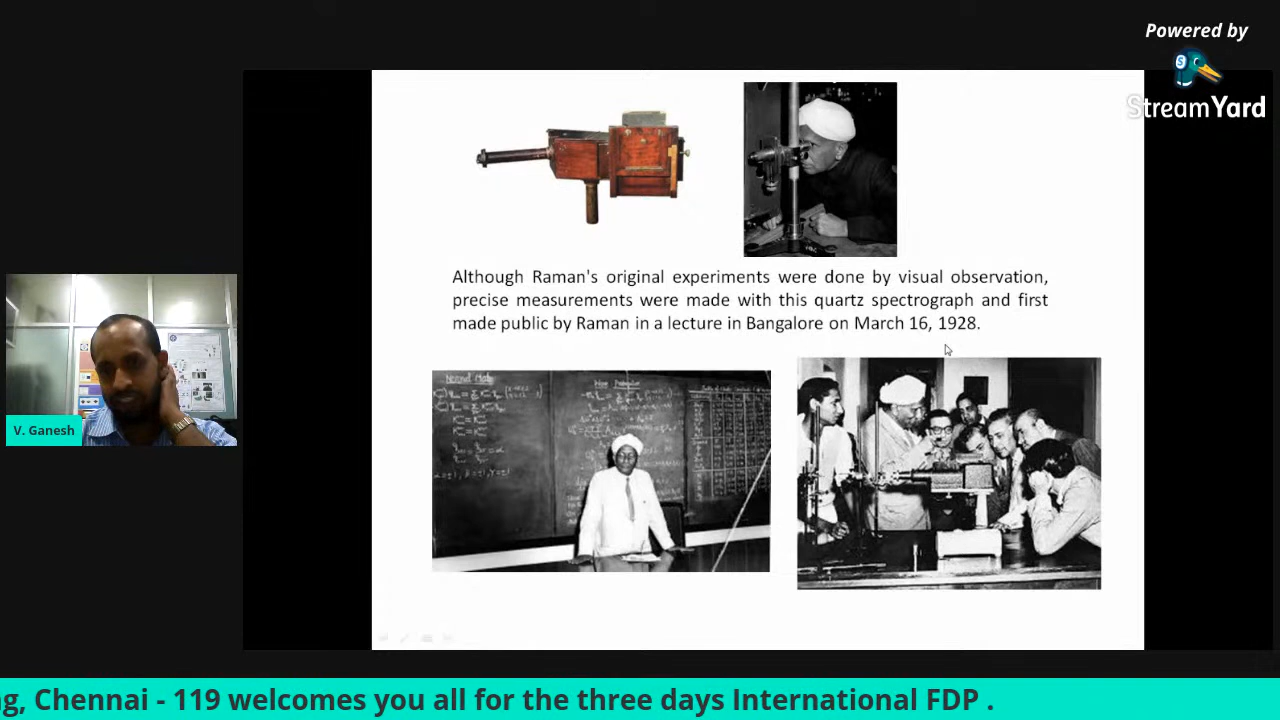 Powered by
StreamYard
Although Raman's original experiments were done by visual observation,
precise measurements were made with this quartz spectrograph and first
made public by Raman in a lecture in Bangalore on March 16, 1928.
V. Ganesh
g, Chennai - 119 welcomes you all for the three days International FDP .